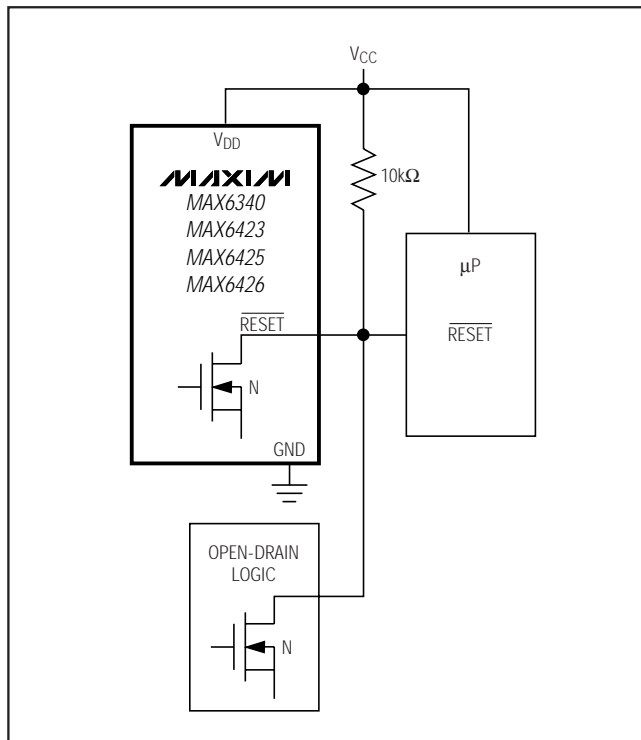 VCC
VDD
MAXIM
MAX6340
MAX6423
MAX6425
MAX6426
10kΩ
μP
RESET
RESET
N
GND
OPEN-DRAIN
LOGIC
N